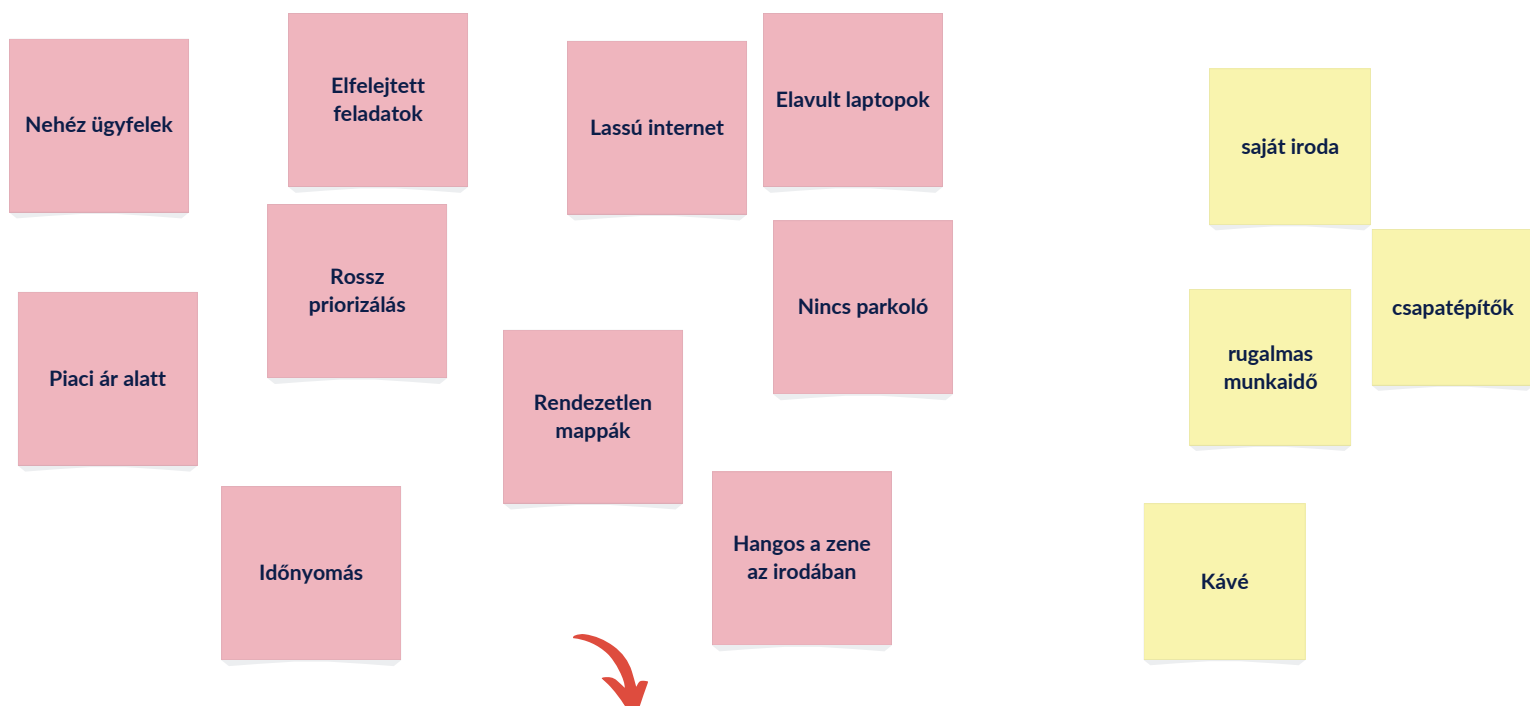 Nehéz ügyfelek
Elfelejtett
feladatok
Lassú internet
Elavult laptopok
saját iroda
Rossz
priorizálás
Nincs parkoló
csapatépítők
Piaci ár alatt
rugalmas
munkaidő
Rendezetlen
mappák
Időnyomás
Hangos a zene
az irodában
Kávé